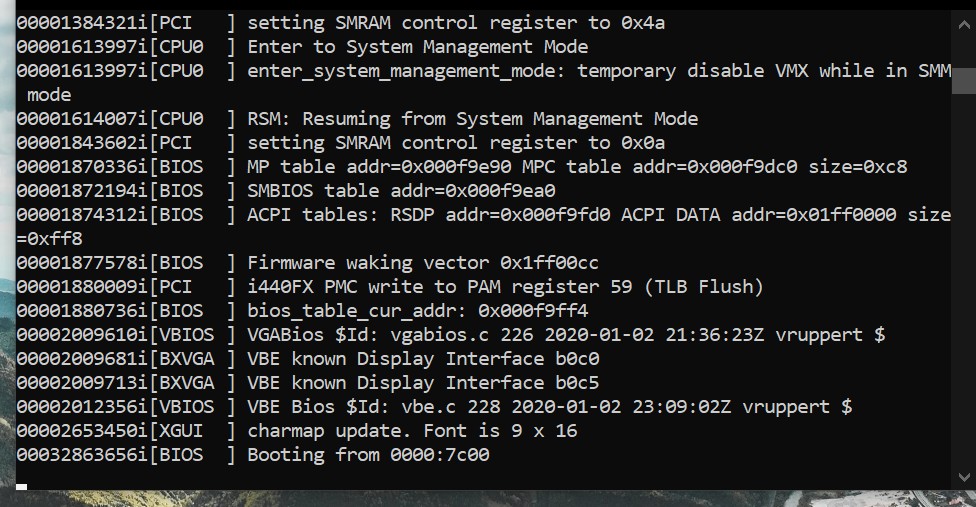 00001384321i[PCI   ] setting SMRAM control register to 0x4a
00001613997i[CPU0  ] Enter to System Management Mode
00001613997i[CPU0  ] enter_system_management_mode: temporary disable VMX while in SMM
 mode
00001614007i[CPU0  ] RSM: Resuming from System Management Mode
00001843602i[PCI   ] setting SMRAM control register to 0x0a
00001870336i[BIOS  ] MP table addr=0x000f9e90 MPC table addr=0x000f9dc0 size=0xc8
00001872194i[BIOS  ] SMBIOS table addr=0x000f9ea0
00001874312i[BIOS  ] ACPI tables: RSDP addr=0x000f9fd0 ACPI DATA addr=0x01ff0000 size
=0xff8
00001877578i[BIOS  ] Firmware waking vector 0x1ff00cc
00001880009i[PCI   ] i440FX PMC write to PAM register 59 (TLB Flush)
00001880736i[BIOS  ] bios_table_cur_addr: 0x000f9ff4
00002009610i[VBIOS ] VGABios $Id: vgabios.c 226 2020-01-02 21:36:23Z vruppert $
00002009681i[BXVGA ] VBE known Display Interface b0c0
00002009713i[BXVGA ] VBE known Display Interface b0c5
00002012356i[VBIOS ] VBE Bios $Id: vbe.c 228 2020-01-02 23:09:02Z vruppert $
00002653450i[XGUI  ] charmap update. Font is 9 x 16
00032863656i[BIOS  ] Booting from 0000:7c00